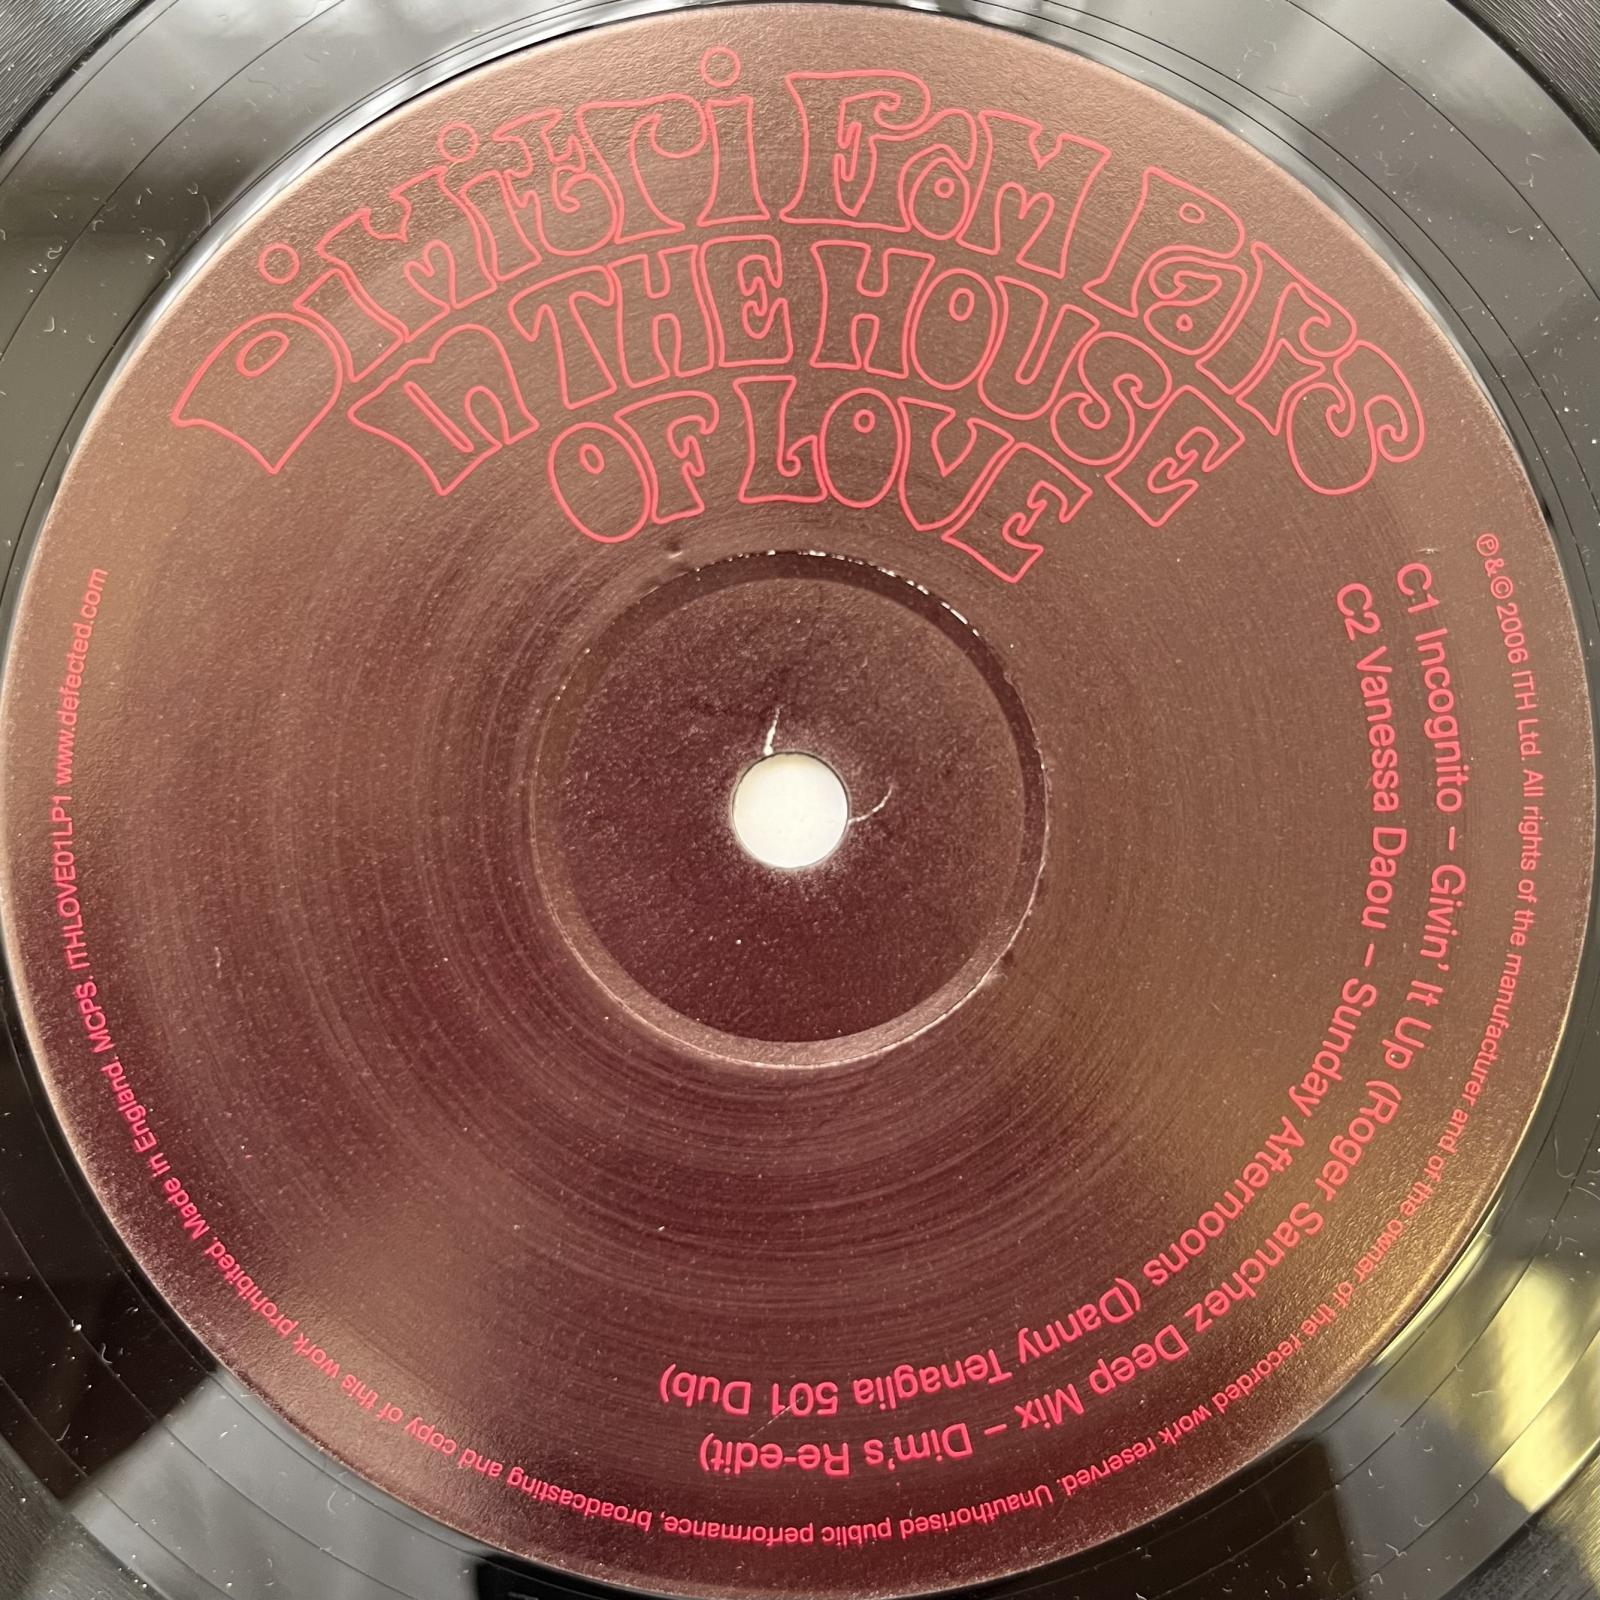 Dimitri From Paris
IN THE HOUSE
OF LOVE
C1 Incognito – Givin' It Up (Roger Sanchez Deep Mix – Dim's Re-edit)
C2 Vanessa Daou – Sunday Afternoons (Danny Tenaglia 501 Dub)
℗&© 2006 ITH Ltd. All rights of the manufacturer and of the owner of the recorded work reserved. Unauthorised public performance, broadcasting and copy of this work prohibited. Made in England. MCPS. ITHLOVE01LP1 www.defected.com